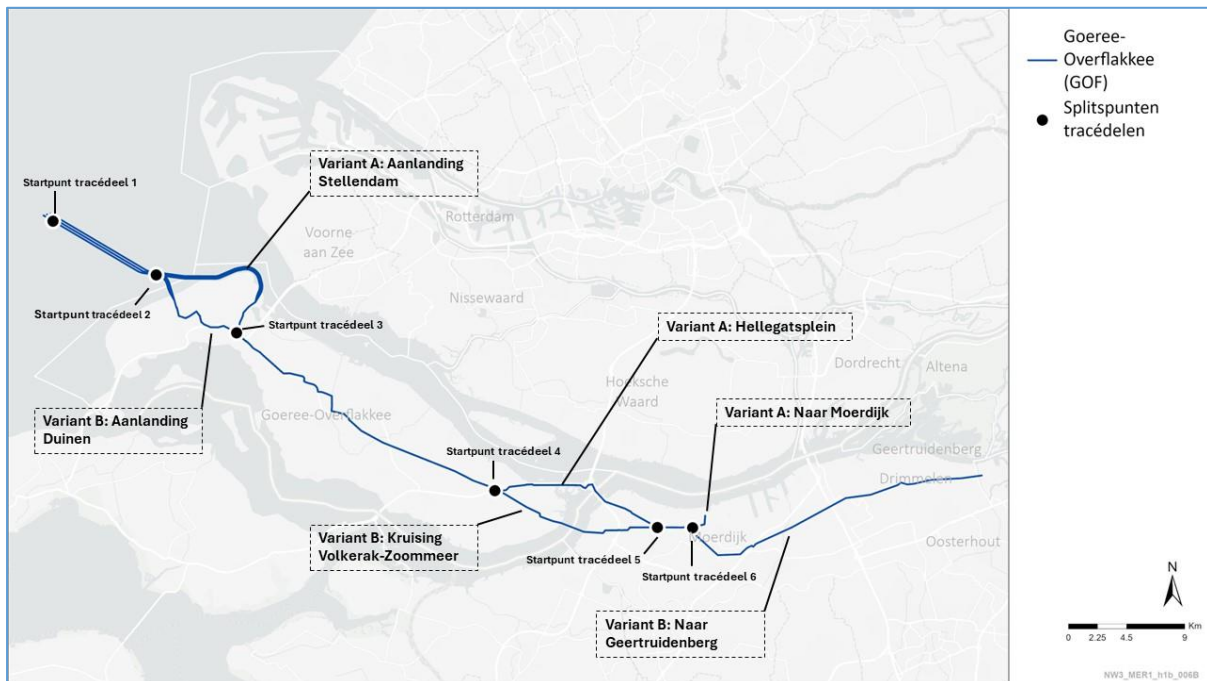 Goeree-
Overflakkee
(GOF)
Splitspunten
tracédelen
Variant A: Aanlanding
Stellendam
Startpunt tracédeel 1
Rotterdam
Voorne
aan Zee
Startpunt tracédeel 2
Nissewaard
Startpunt tracédeel 3
Variant A: Hellegatsplein
Dordrecht
Altena
Hoeksche
Waard
Variant B: Aanlanding
Duinen
Goeree-Overflakkee
Variant A: Naar Moerdijk
Startpunt tracédeel 4
Geertruidenberg
Drimmelen
Variant B: Kruising
Volkerak-Zoommeer
Moerdijk
Oosterhout
Startpunt tracédeel 5
Startpunt tracédeel 6
Variant B: Naar
Geertruidenberg
N
Km
0 2.25 4.5 9
NW3_MER1_h1b_006B